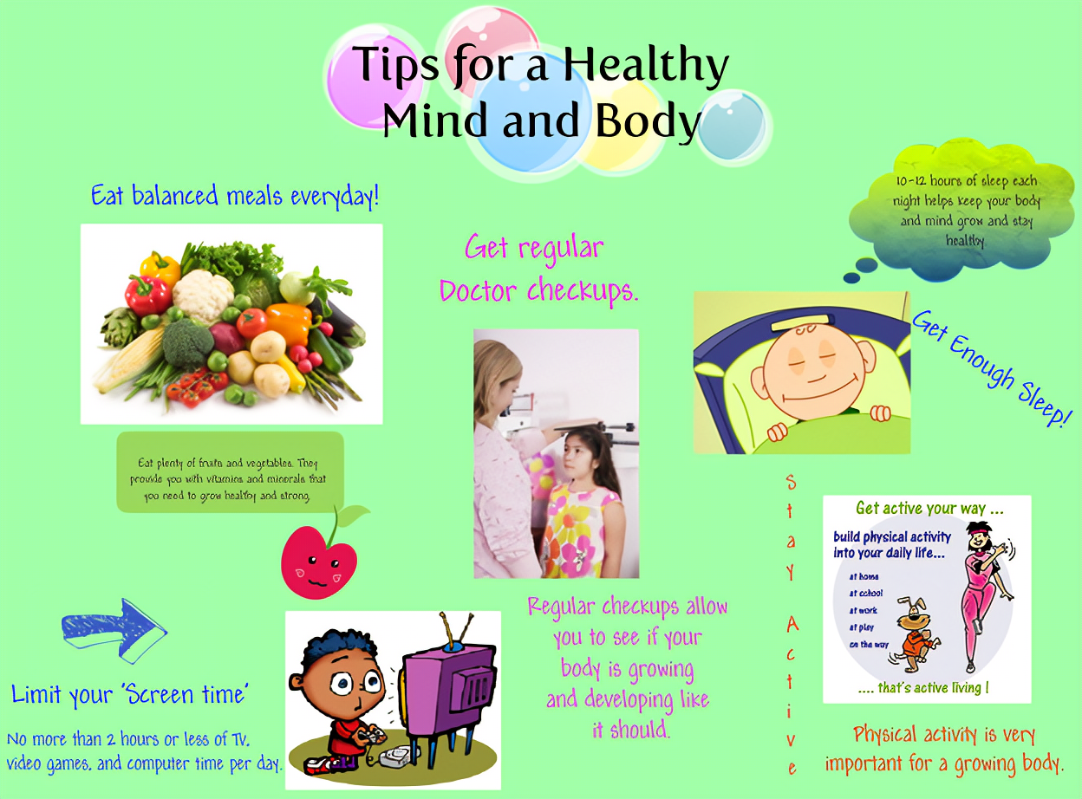 Tips for a Healthy
Mind and Body
Eat balanced meals everyday!
Eat plenty of fruits and vegetables. They
provide you with vitamins and minerals that
you need to grow healthy and strong.
Get regular
Doctor checkups.
Regular checkups allow
you to see if your
body is growing
and developing like
it should.
10-12 hours of sleep each
night helps keep your body
and mind grow and stay
healthy.
Get Enough Sleep!
Limit your 'Screen time'
No more than 2 hours or less of TV,
video games, and computer time per day.
Stay Active
Get active your way ...
build physical activity
into your daily life...
at home
at school
at work
at play
on the way
.... that's active living !
Physical activity is very
important for a growing body.